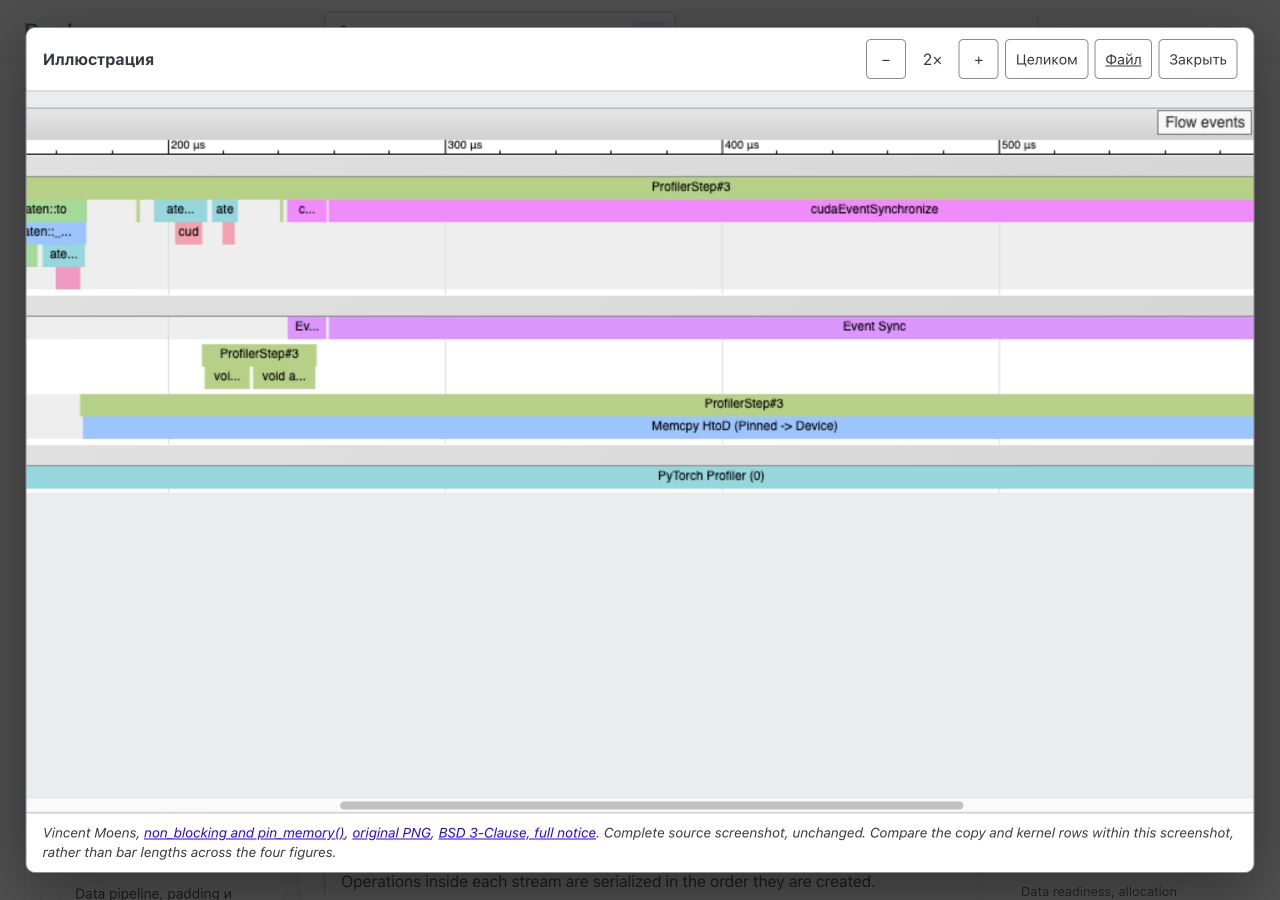 Иллюстрация
−
2×
+
Целиком
Файл
Закрыть
Flow events
200 µs
300 µs
400 µs
500 µs
ProfilerStep#3
aten::to
ate...
ate
c...
cudaEventSynchronize
aten::_...
cud
ate...
Ev...
Event Sync
ProfilerStep#3
voi...
void a...
ProfilerStep#3
Memcpy HtoD (Pinned -> Device)
PyTorch Profiler (0)
Vincent Moens, non_blocking and pin_memory(), original PNG, BSD 3-Clause, full notice. Complete source screenshot, unchanged. Compare the copy and kernel rows within this screenshot,
rather than bar lengths across the four figures.
Operations inside each stream are serialized in the order they are created.
Data pipeline, padding и
Data readiness, allocation